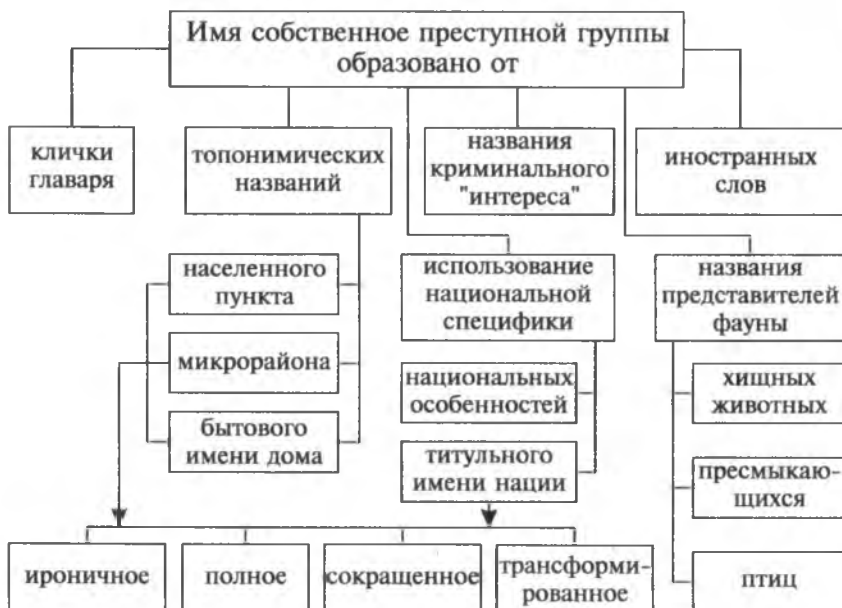 Имя собственное преступной группы
образовано от
клички
главаря
топонимических
названий
названия
криминального
"интереса"
иностранных
слов
населенного
пункта
микрорайона
бытового
имени дома
использование
национальной
специфики
национальных
особенностей
титульного
имени нации
названия
представителей
фауны
хищных
животных
пресмыкаю-
щихся
птиц
ироничное
полное
сокращенное
трансформи-
рованное